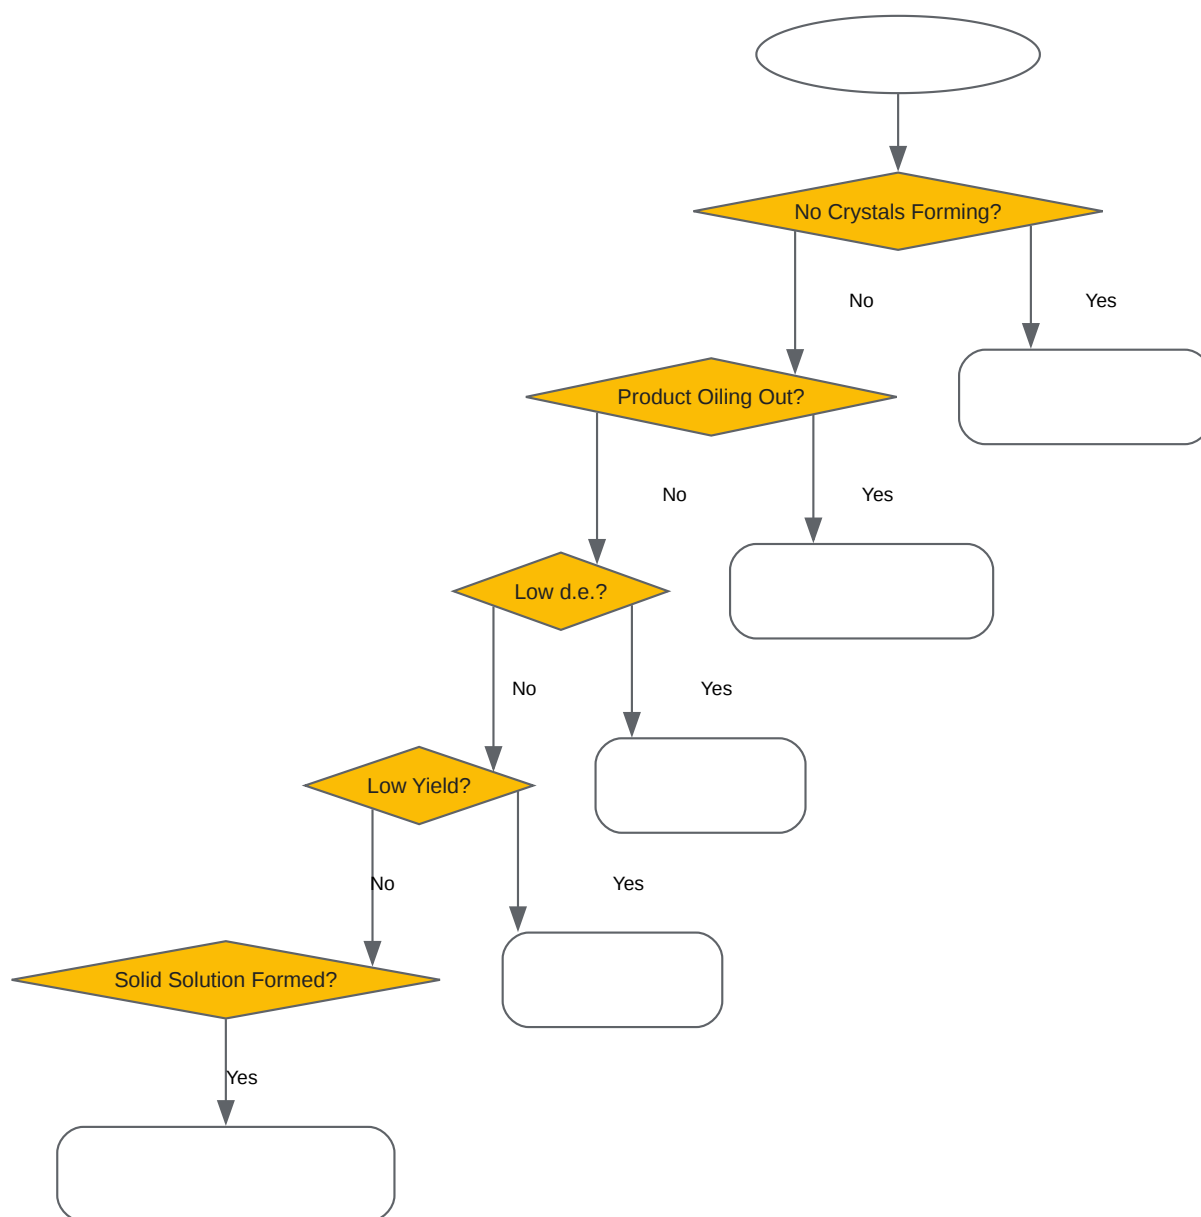 No Crystals Forming?
No
Yes
Product Oiling Out?
No
Yes
Low d.e.?
No
Yes
Low Yield?
No
Yes
Solid Solution Formed?
Yes